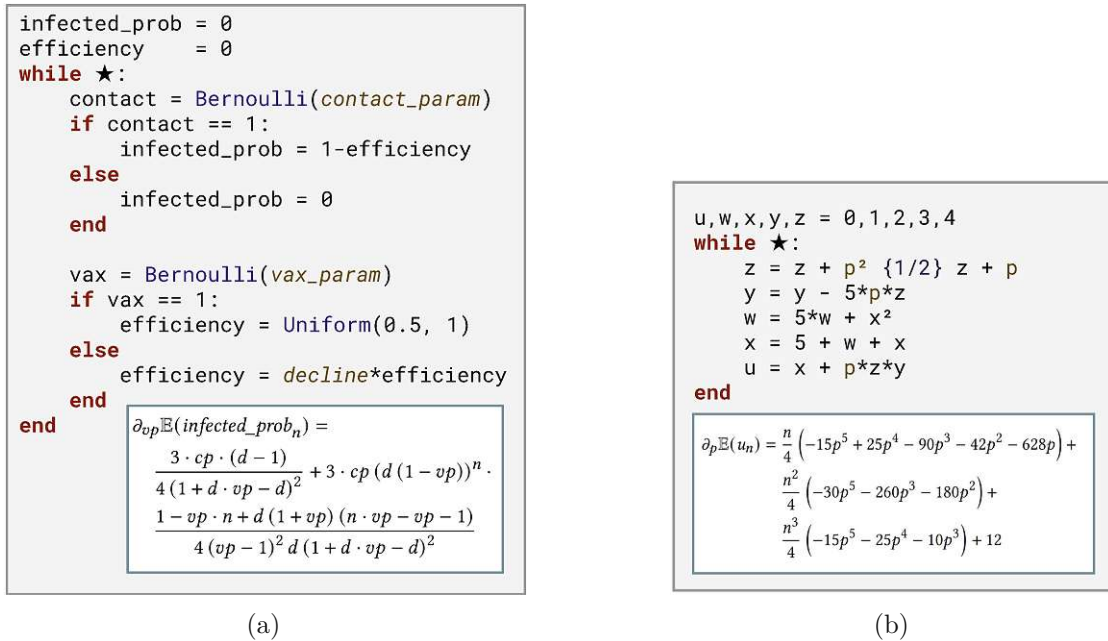 infected_prob = 0
efficiency    = 0
while ★:
    contact = Bernoulli(contact_param)
    if contact == 1:
        infected_prob = 1-efficiency
    else
        infected_prob = 0
    end
    vax = Bernoulli(vax_param)
    if vax == 1:
        efficiency = Uniform(0.5, 1)
    else
        efficiency = decline*efficiency
    end
end
∂vp𝔼(infected_probn) =
3 · cp · (d − 1)
4 (1 + d · vp − d)² + 3 · cp (d (1 − vp))ⁿ ·
1 − vp · n + d (1 + vp) (n · vp − vp − 1)
4 (vp − 1)² d (1 + d · vp − d)²
(a)
u,w,x,y,z = 0,1,2,3,4
while ★:
    z = z + p² {1/2} z + p
    y = y - 5*p*z
    w = 5*w + x²
    x = 5 + w + x
    u = x + p*z*y
end
∂p𝔼(un) = n/4 (−15p⁵ + 25p⁴ − 90p³ − 42p² − 628p) +
n²/4 (−30p⁵ − 260p³ − 180p²) +
n³/4 (−15p⁵ − 25p⁴ − 10p³) + 12
(b)